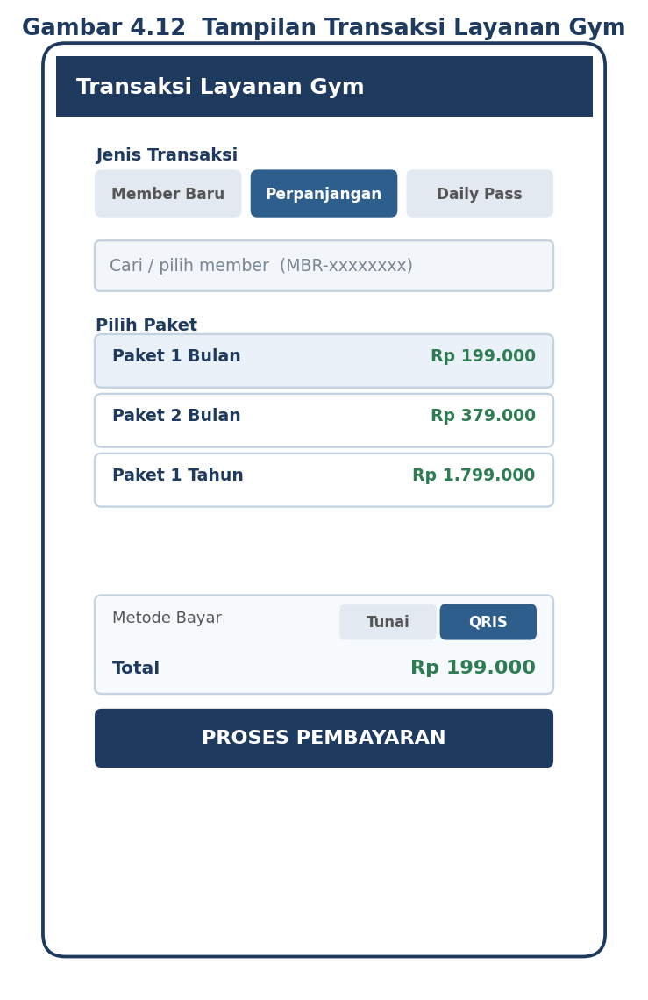 Gambar 4.12  Tampilan Transaksi Layanan Gym
Transaksi Layanan Gym
Jenis Transaksi
Member Baru Perpanjangan Daily Pass
Cari / pilih member  (MBR-xxxxxxxx)
Pilih Paket
Paket 1 Bulan Rp 199.000
Paket 2 Bulan Rp 379.000
Paket 1 Tahun Rp 1.799.000
Metode Bayar Tunai QRIS
Total Rp 199.000
PROSES PEMBAYARAN